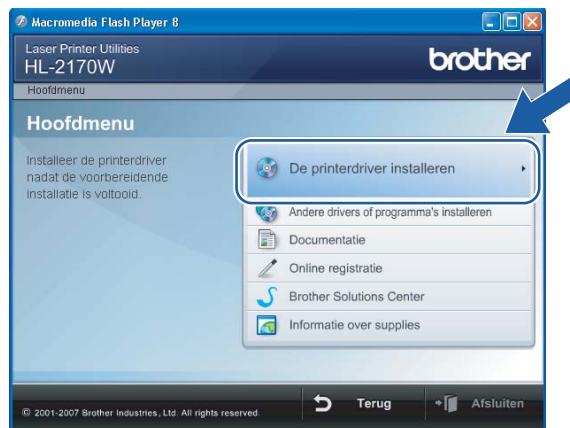 Macromedia Flash Player 8
Laser Printer Utilities
HL-2170W
brother
Hoofdmenu
Hoofdmenu
Installeer de printerdriver
nadat de voorbereidende
installatie is voltooid.
De printerdriver installeren
Andere drivers of programma's installeren
Documentatie
Online registratie
Brother Solutions Center
Informatie over supplies
© 2001-2007 Brother Industries, Ltd. All rights reserved.
Terug
Afsluiten